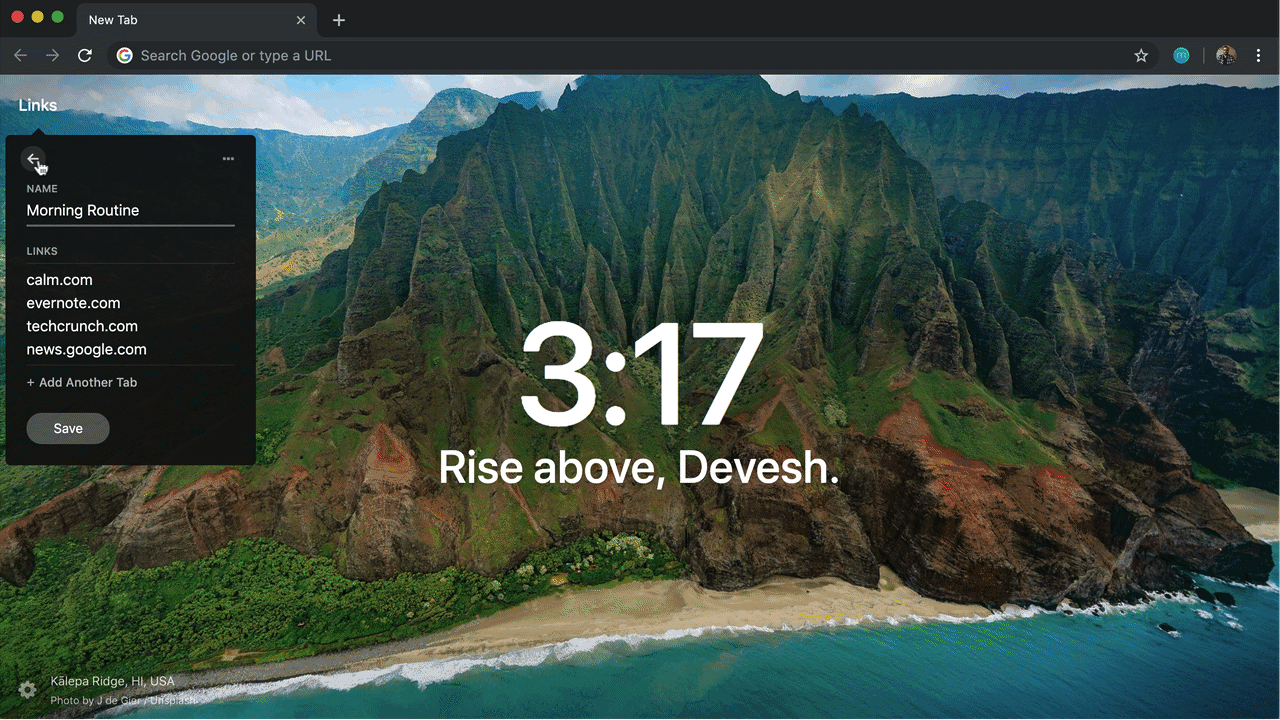 New Tab
Search Google or type a URL
Links
NAME
Morning Routine
LINKS
calm.com
evernote.com
techcrunch.com
news.google.com
+ Add Another Tab
Save
3:17
Rise above, Devesh.
Kālepa Ridge, HI, USA
Photo by J de Gier / Unsplash